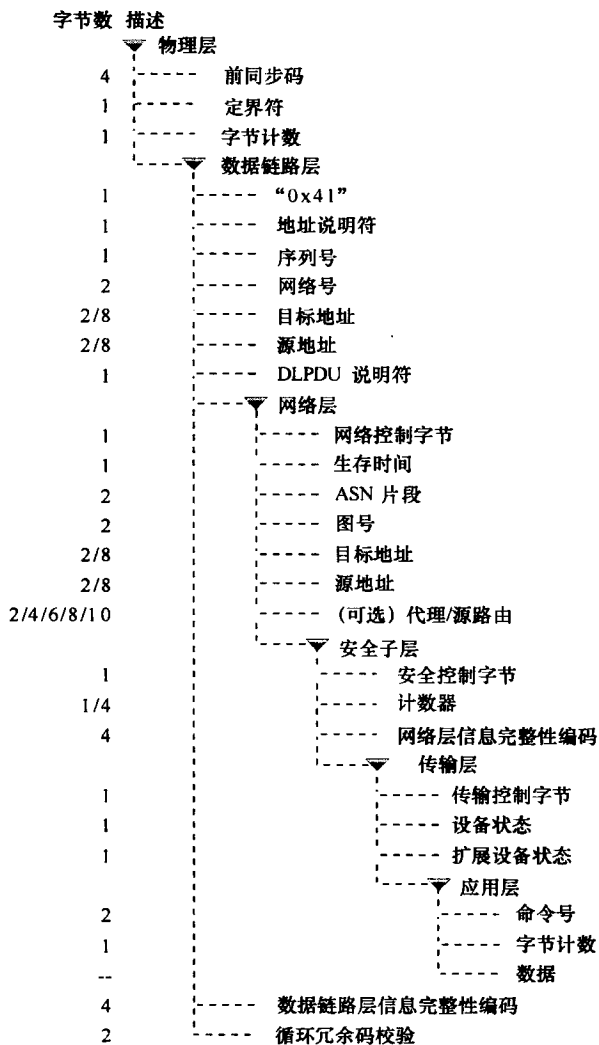 字节数 描述
物理层
4 前同步码
1 定界符
1 字节计数
数据链路层
1 “0x41”
1 地址说明符
1 序列号
2 网络号
2/8 目标地址
2/8 源地址
1 DLPDU 说明符
网络层
1 网络控制字节
1 生存时间
2 ASN 片段
2 图号
2/8 目标地址
2/8 源地址
2/4/6/8/10 (可选) 代理/源路由
安全子层
1 安全控制字节
1/4 计数器
4 网络层信息完整性编码
传输层
1 传输控制字节
1 设备状态
1 扩展设备状态
应用层
2 命令号
1 字节计数
-- 数据
4 数据链路层信息完整性编码
2 循环冗余码校验